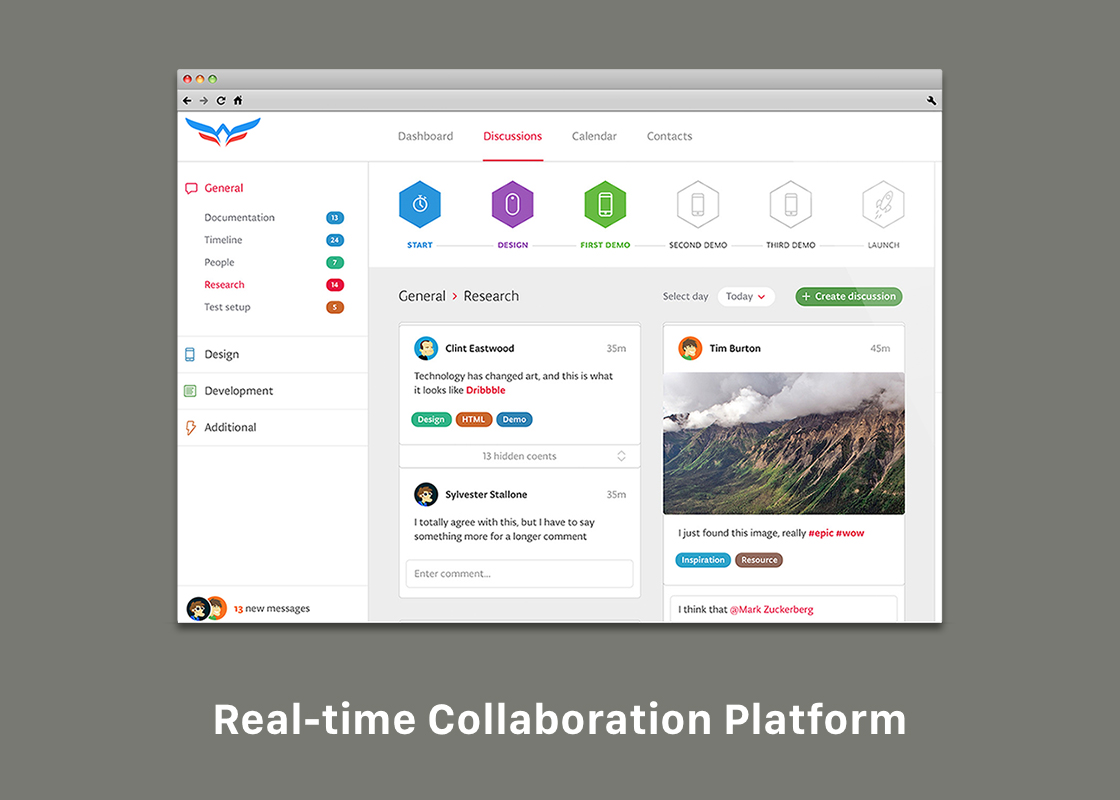 Dashboard Discussions Calendar Contacts
General
Documentation 13
Timeline 24
People 7
Research 14
Test setup 5
Design
Development
Additional
13 new messages
START DESIGN FIRST DEMO SECOND DEMO THIRD DEMO LAUNCH
General > Research
Select day Today + Create discussion
Clint Eastwood 35m
Technology has changed art, and this is what
it looks like Dribbble
Design HTML Demo
13 hidden coents
Sylvester Stallone 35m
I totally agree with this, but I have to say
something more for a longer comment
Enter comment...
Tim Burton 45m
I just found this image, really #epic #wow
Inspiration Resource
I think that @Mark Zuckerberg
Real-time Collaboration Platform